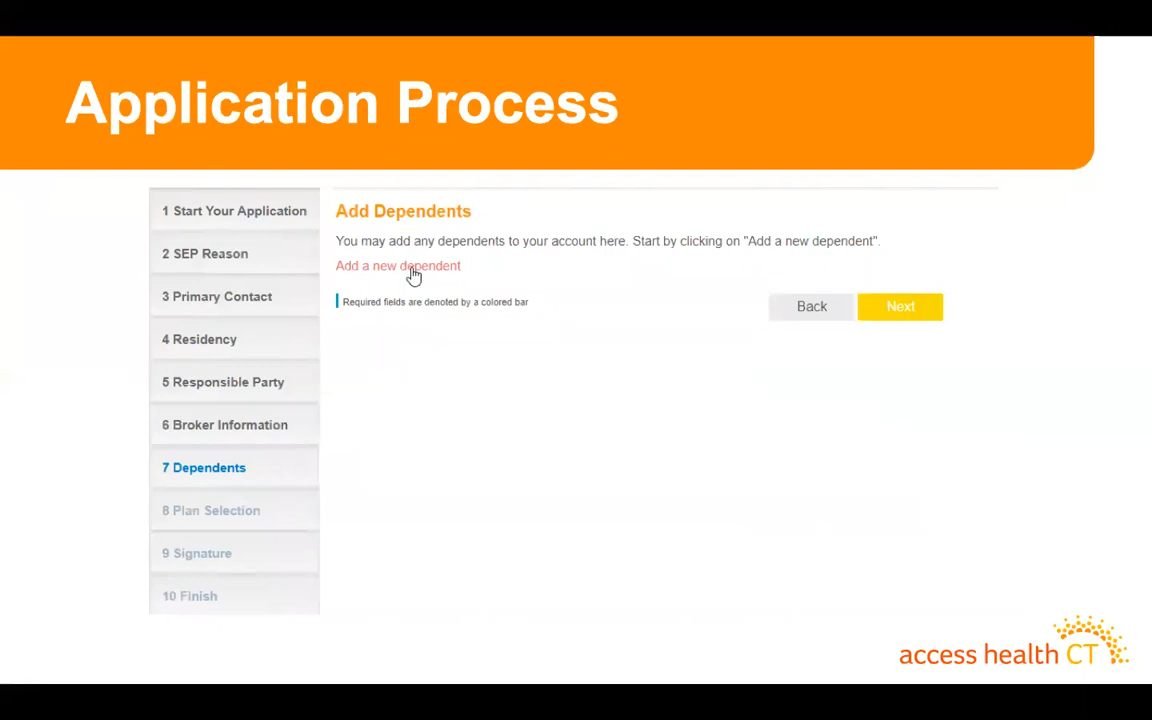 Application Process
1 Start Your Application
2 SEP Reason
3 Primary Contact
4 Residency
5 Responsible Party
6 Broker Information
7 Dependents
8 Plan Selection
9 Signature
10 Finish
Add Dependents
You may add any dependents to your account here. Start by clicking on "Add a new dependent".
Add a new dependent
Required fields are denoted by a colored bar
Back
Next
access health CT